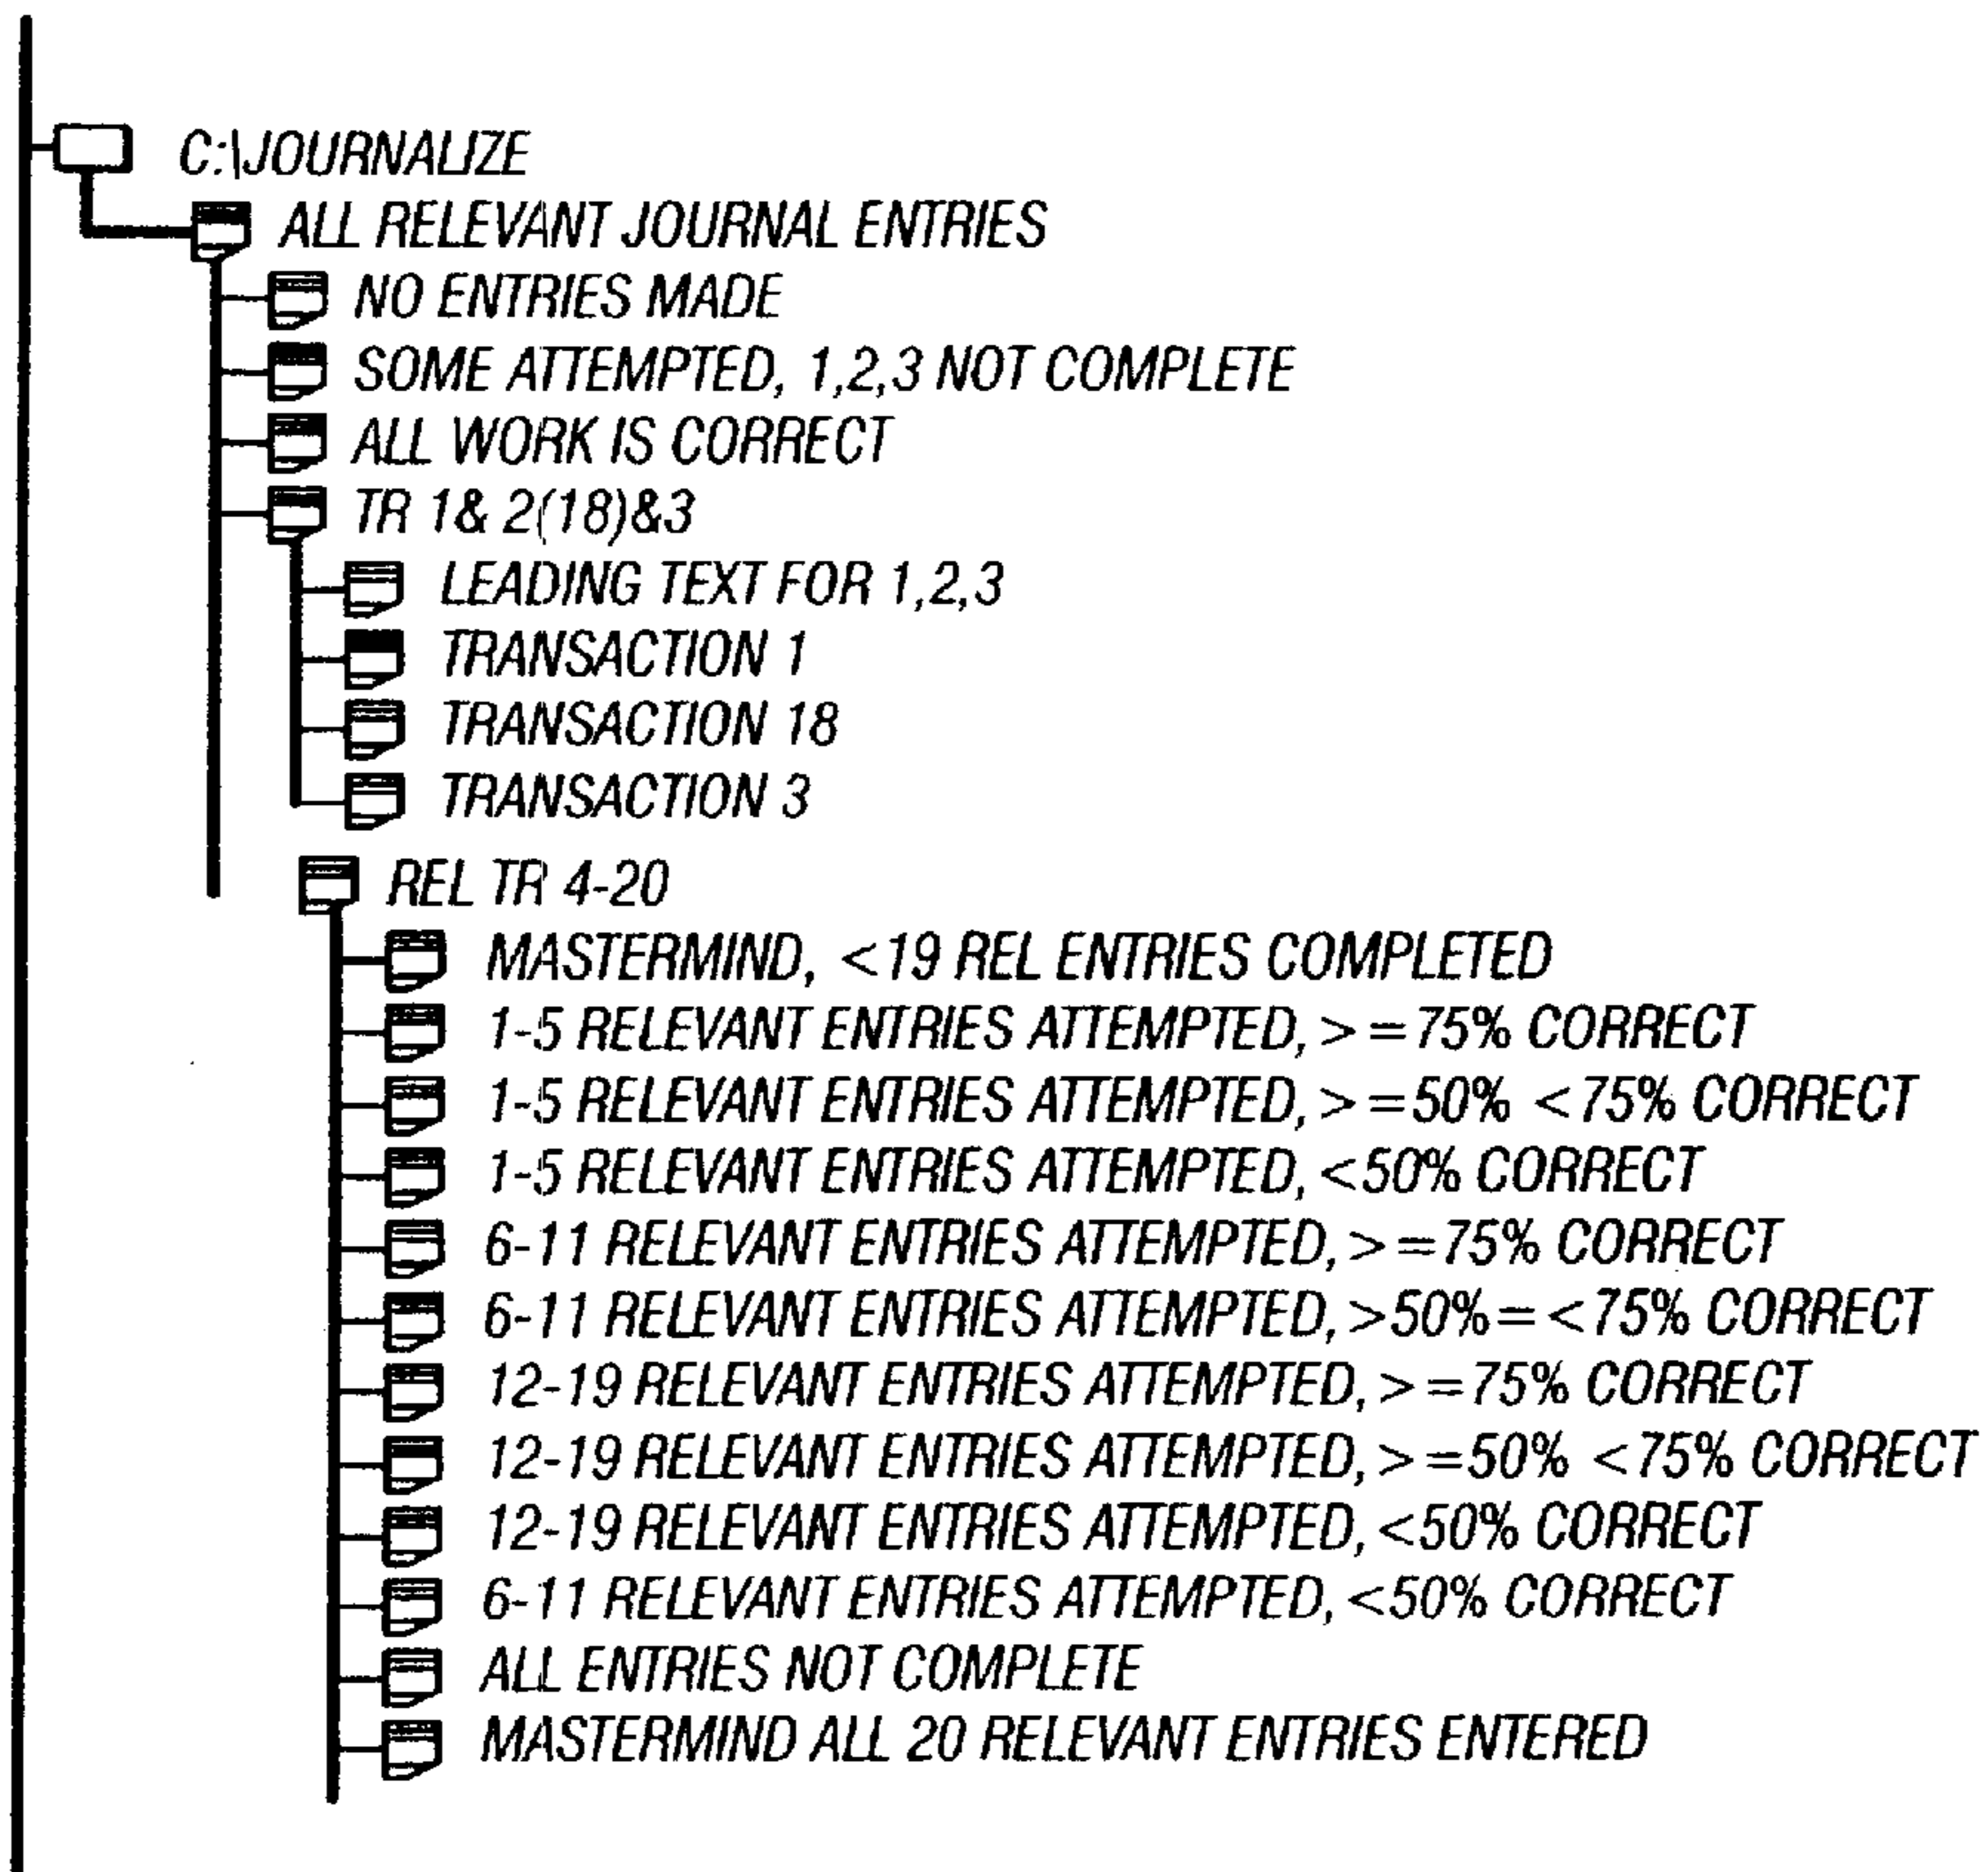 C:\JOURNALIZE
ALL RELEVANT JOURNAL ENTRIES
NO ENTRIES MADE
SOME ATTEMPTED, 1,2,3 NOT COMPLETE
ALL WORK IS CORRECT
TR 1& 2(18)&3
LEADING TEXT FOR 1,2,3
TRANSACTION 1
TRANSACTION 18
TRANSACTION 3
REL TR 4-20
MASTERMIND, <19 REL ENTRIES COMPLETED
1-5 RELEVANT ENTRIES ATTEMPTED, >=75% CORRECT
1-5 RELEVANT ENTRIES ATTEMPTED, >=50% <75% CORRECT
1-5 RELEVANT ENTRIES ATTEMPTED, <50% CORRECT
6-11 RELEVANT ENTRIES ATTEMPTED, >=75% CORRECT
6-11 RELEVANT ENTRIES ATTEMPTED, >50%= <75% CORRECT
12-19 RELEVANT ENTRIES ATTEMPTED, >=75% CORRECT
12-19 RELEVANT ENTRIES ATTEMPTED, >=50% <75% CORRECT
12-19 RELEVANT ENTRIES ATTEMPTED, <50% CORRECT
6-11 RELEVANT ENTRIES ATTEMPTED, <50% CORRECT
ALL ENTRIES NOT COMPLETE
MASTERMIND ALL 20 RELEVANT ENTRIES ENTERED